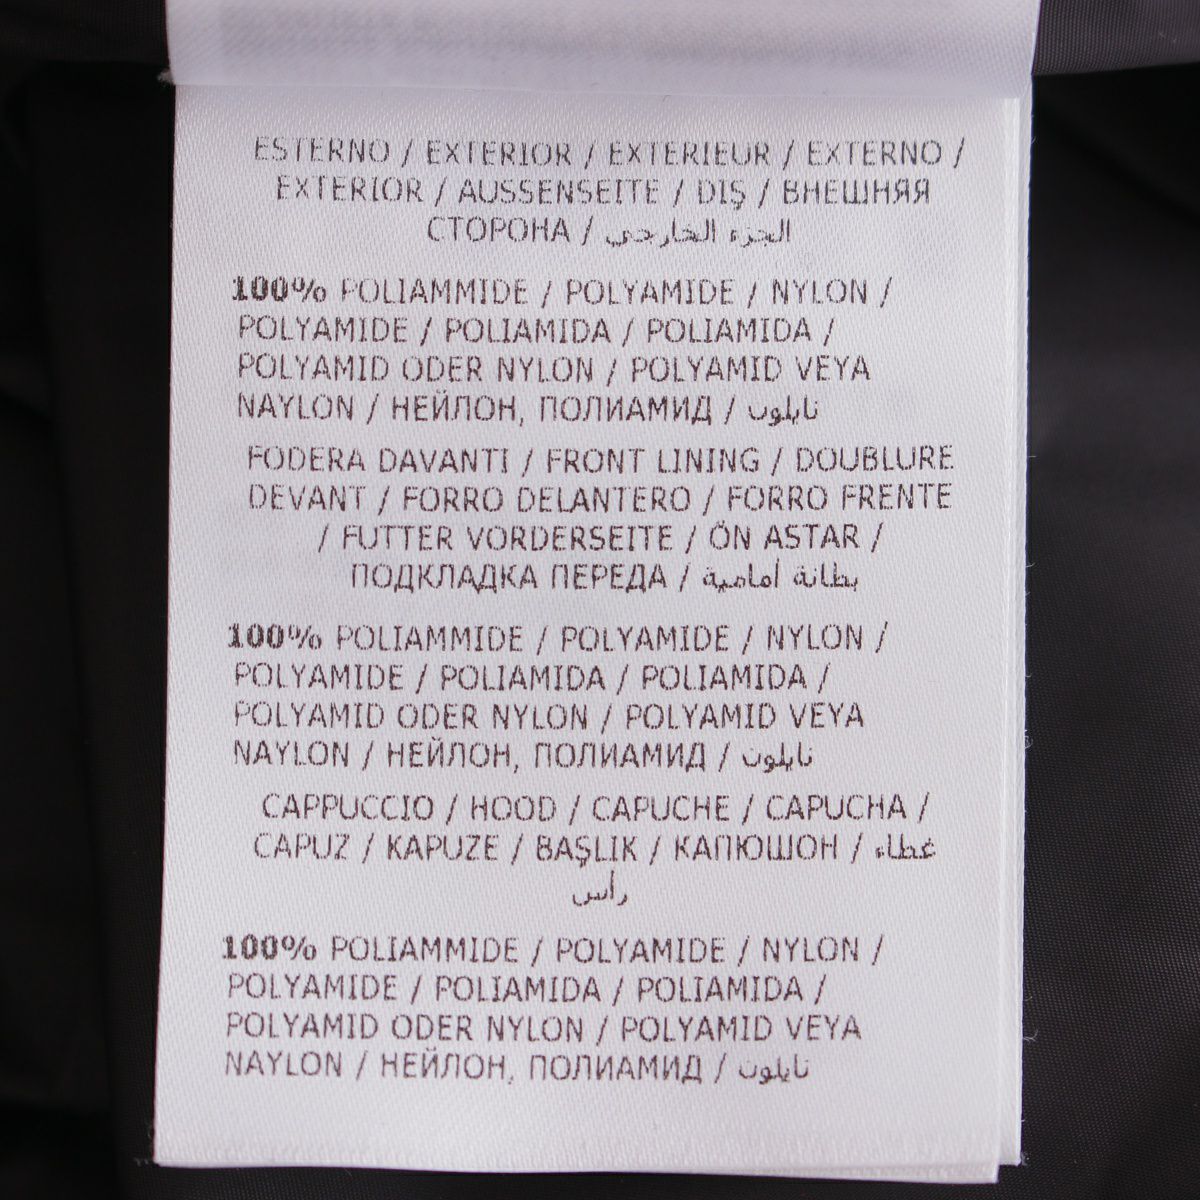 ESTERNO / EXTERIOR / EXTERIEUR / EXTERNO /
EXTERIOR / AUSSENSEITE / DIŞ / ВНЕШНЯЯ
СТОРОНА / الجزء الخارجي
100% POLIAMMIDE / POLYAMIDE / NYLON /
POLYAMIDE / POLIAMIDA / POLIAMIDA /
POLYAMID ODER NYLON / POLYAMID VEYA
NAYLON / НЕЙЛОН, ПОЛИАМИД / نايلون
FODERA DAVANTI / FRONT LINING / DOUBLURE
DEVANT / FORRO DELANTERO / FORRO FRENTE
/ FUTTER VORDERSEITE / ÖN ASTAR /
ПОДКЛАДКА ПЕРЕДА / بطانة أمامية
100% POLIAMMIDE / POLYAMIDE / NYLON /
POLYAMIDE / POLIAMIDA / POLIAMIDA /
POLYAMID ODER NYLON / POLYAMID VEYA
NAYLON / НЕЙЛОН, ПОЛИАМИД / نايلون
CAPPUCCIO / HOOD / CAPUCHE / CAPUCHA /
CAPUZ / KAPUZE / BAŞLIK / КАПЮШОН / غطاء
رأس
100% POLIAMMIDE / POLYAMIDE / NYLON /
POLYAMIDE / POLIAMIDA / POLIAMIDA /
POLYAMID ODER NYLON / POLYAMID VEYA
NAYLON / НЕЙЛОН, ПОЛИАМИД / نايلون